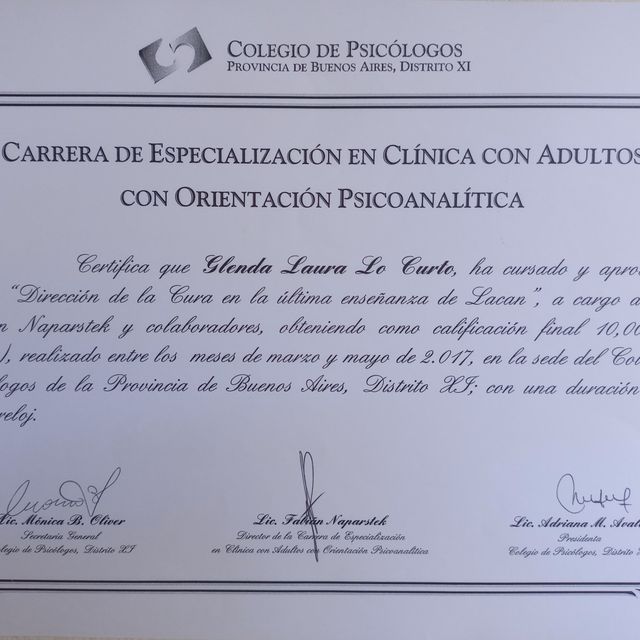 COLEGIO DE PSICÓLOGOS
PROVINCIA DE BUENOS AIRES, DISTRITO XI
CARRERA DE ESPECIALIZACIÓN EN CLÍNICA CON ADULTOS
CON ORIENTACIÓN PSICOANALÍTICA
Certifica que Glenda Laura Lo Curto, ha cursado y apro
"Dirección de la Cura en la última enseñanza de Lacan", a cargo
n Naparstek y colaboradores, obteniendo como calificación final 10,0
), realizado entre los meses de marzo y mayo de 2.017, en la sede del Co
logos de la Provincia de Buenos Aires, Distrito XI; con una duración
reloj.
Lic. Mónica B. Oliver
Secretaria General
legio de Psicólogos, Distrito XI
Lic. Fabián Naparstek
Director de la Carrera de Especialización
en Clínica con Adultos con Orientación Psicoanalítica
Lic. Adriana M. Aval
Presidenta
Colegio de Psicólogos, Distrito